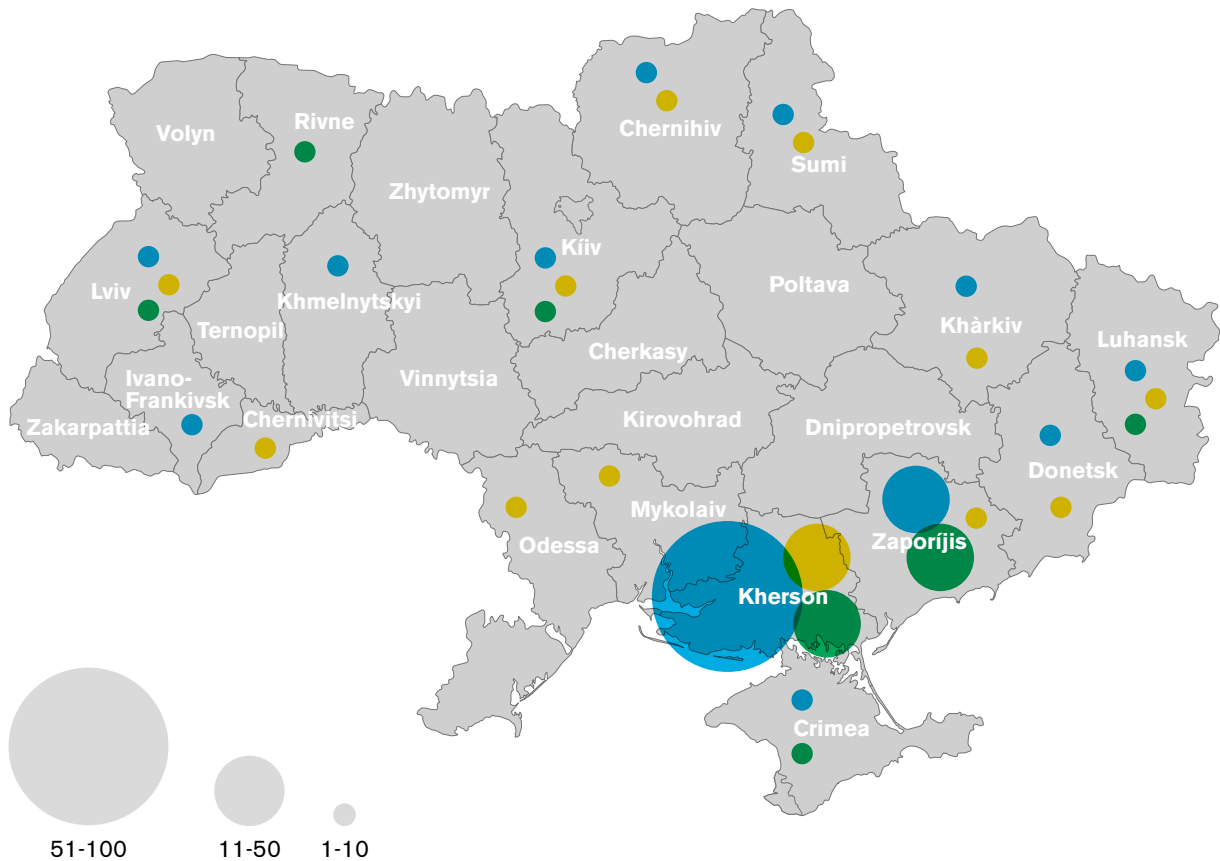 Volyn
Rivne
Chernihiv
Sumi
Zhytomyr
Kíiv
Lviv
Khmelnytskyi
Ternopil
Poltava
Khàrkiv
Luhansk
Cherkasy
Vinnytsia
Ivano-
Frankivsk
Zakarpattia
Chernivitsi
Kirovohrad
Dnipropetrovsk
Donetsk
Mykolaiv
Odessa
Zaporíjis
Kherson
Crimea
51-100
11-50
1-10